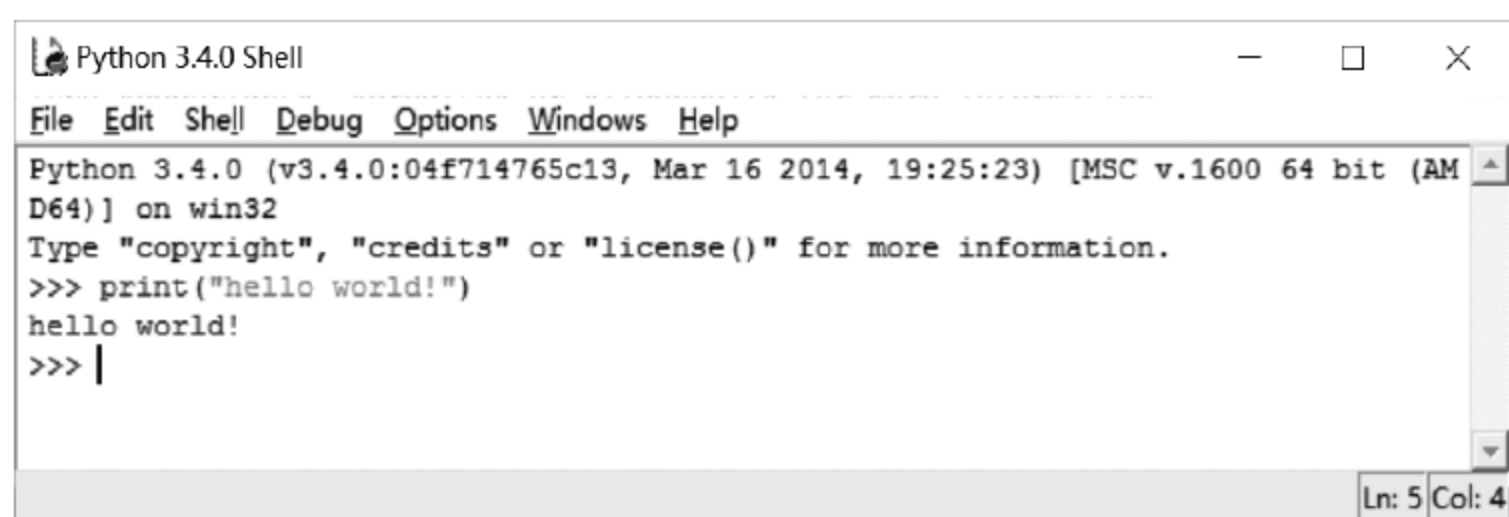 Python 3.4.0 Shell
File Edit Shell Debug Options Windows Help
Python 3.4.0 (v3.4.0:04f714765c13, Mar 16 2014, 19:25:23) [MSC v.1600 64 bit (AM
D64)] on win32
Type "copyright", "credits" or "license()" for more information.
>>> print("hello world!")
hello world!
>>>
Ln: 5 Col: 4